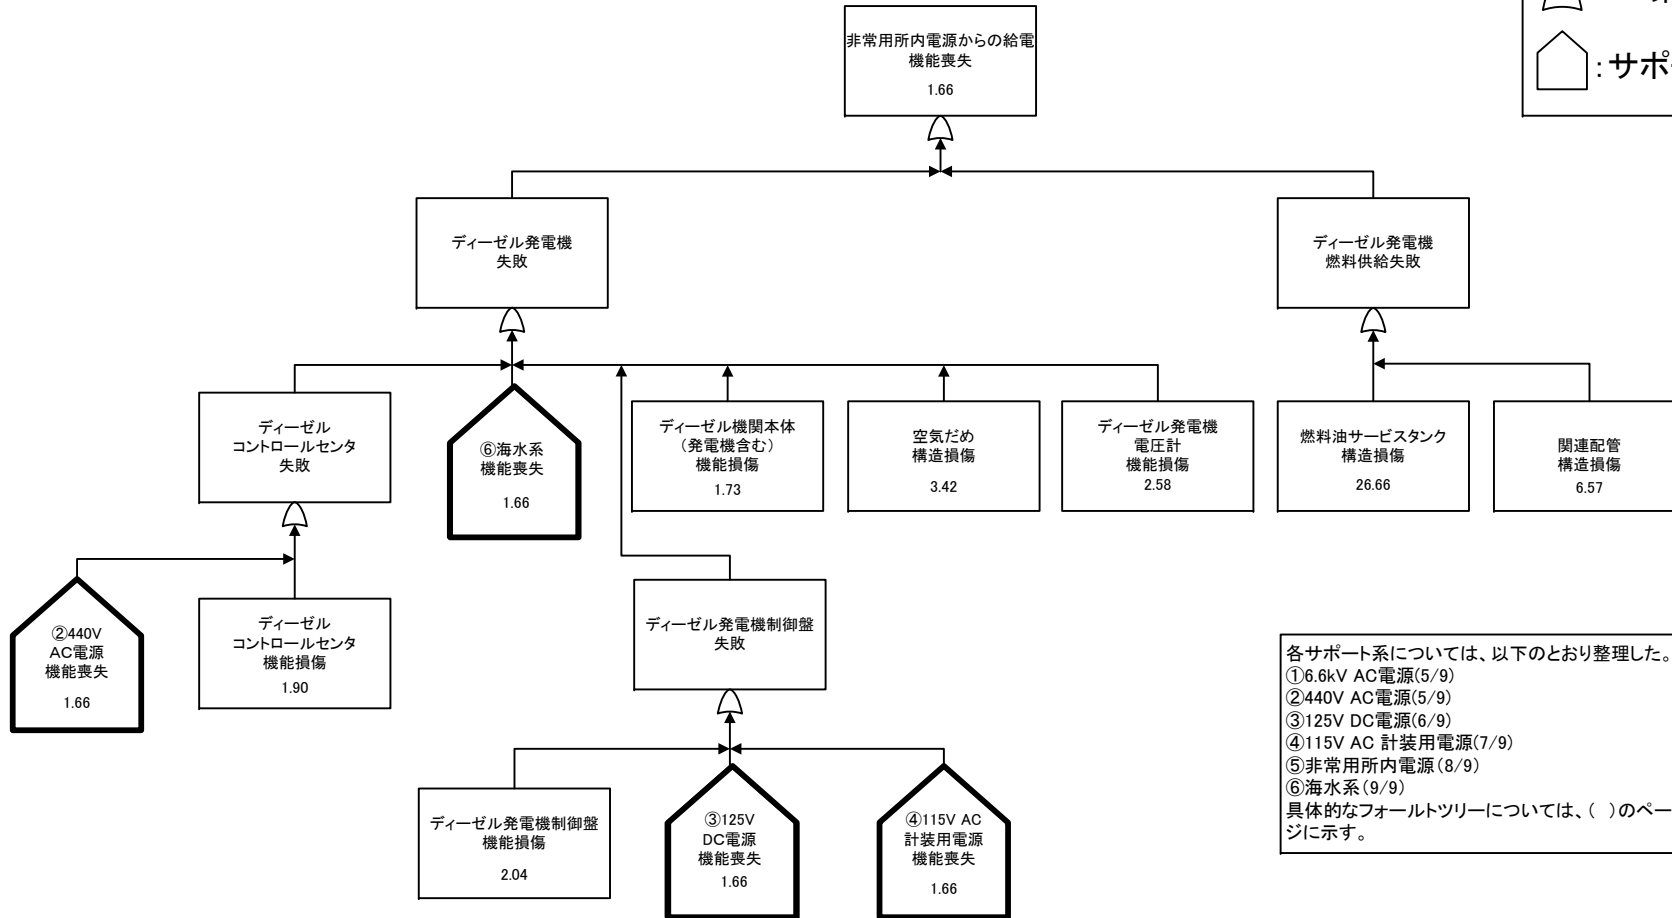 非常用所内電源からの給電
機能喪失
1.66
:サポ
ディーゼル発電機
失敗
ディーゼル発電機
燃料供給失敗
ディーゼル
コントロールセンタ
失敗
⑥海水系
機能喪失
1.66
ディーゼル機関本体
(発電機含む)
機能損傷
1.73
空気だめ
構造損傷
3.42
ディーゼル発電機
電圧計
機能損傷
2.58
燃料油サービスタンク
構造損傷
26.66
関連配管
構造損傷
6.57
②440V
AC電源
機能喪失
1.66
ディーゼル
コントロールセンタ
機能損傷
1.90
ディーゼル発電機制御盤
失敗
ディーゼル発電機制御盤
機能損傷
2.04
③125V
DC電源
機能喪失
1.66
④115V AC
計装用電源
機能喪失
1.66
各サポート系については、以下のとおり整理した。
①6.6kV AC電源(5/9)
②440V AC電源(5/9)
③125V DC電源(6/9)
④115V AC 計装用電源(7/9)
⑤非常用所内電源(8/9)
⑥海水系(9/9)
具体的なフォールトツリーについては、( )のペー
ジに示す。